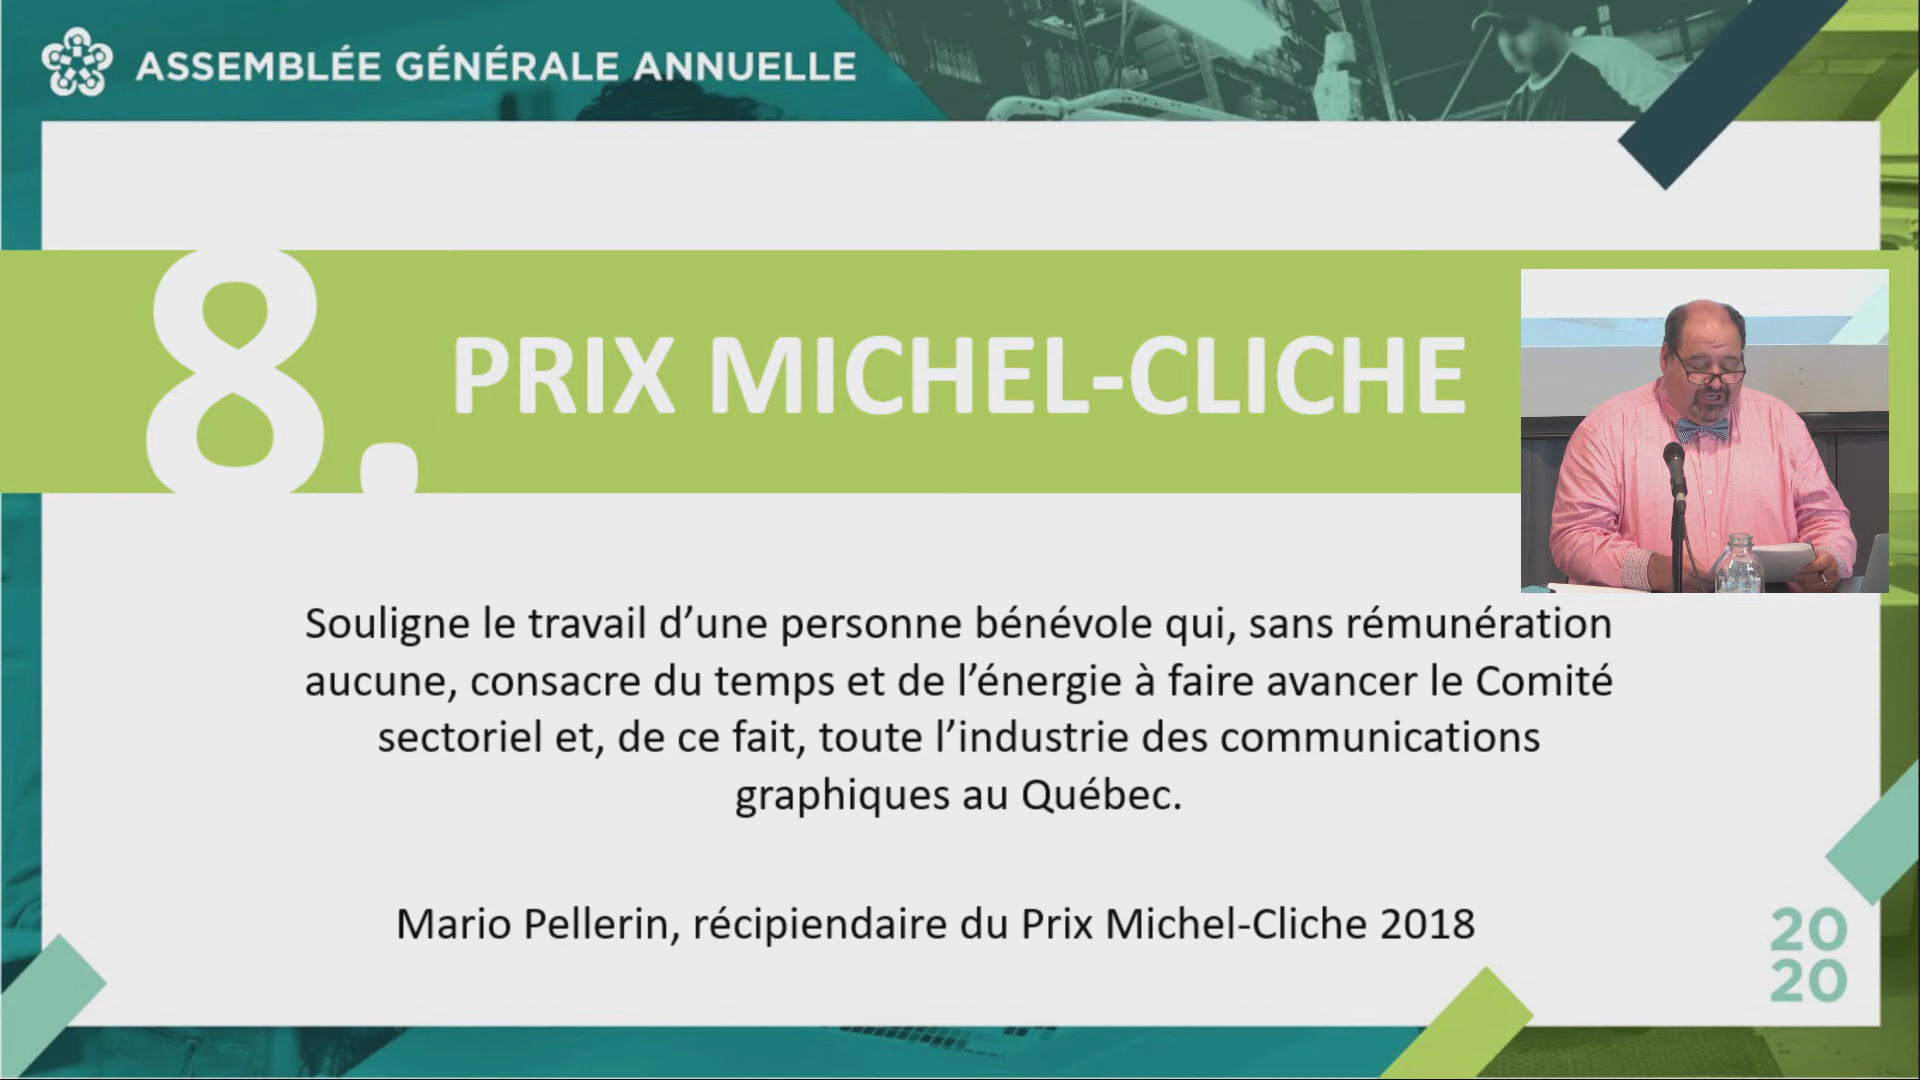 ASSEMBLÉE GÉNÉRALE ANNUELLE
8. PRIX MICHEL-CLICHE
Souligne le travail d’une personne bénévole qui, sans rémunération
aucune, consacre du temps et de l’énergie à faire avancer le Comité
sectoriel et, de ce fait, toute l’industrie des communications
graphiques au Québec.
Mario Pellerin, récipiendaire du Prix Michel-Cliche 2018
20
20